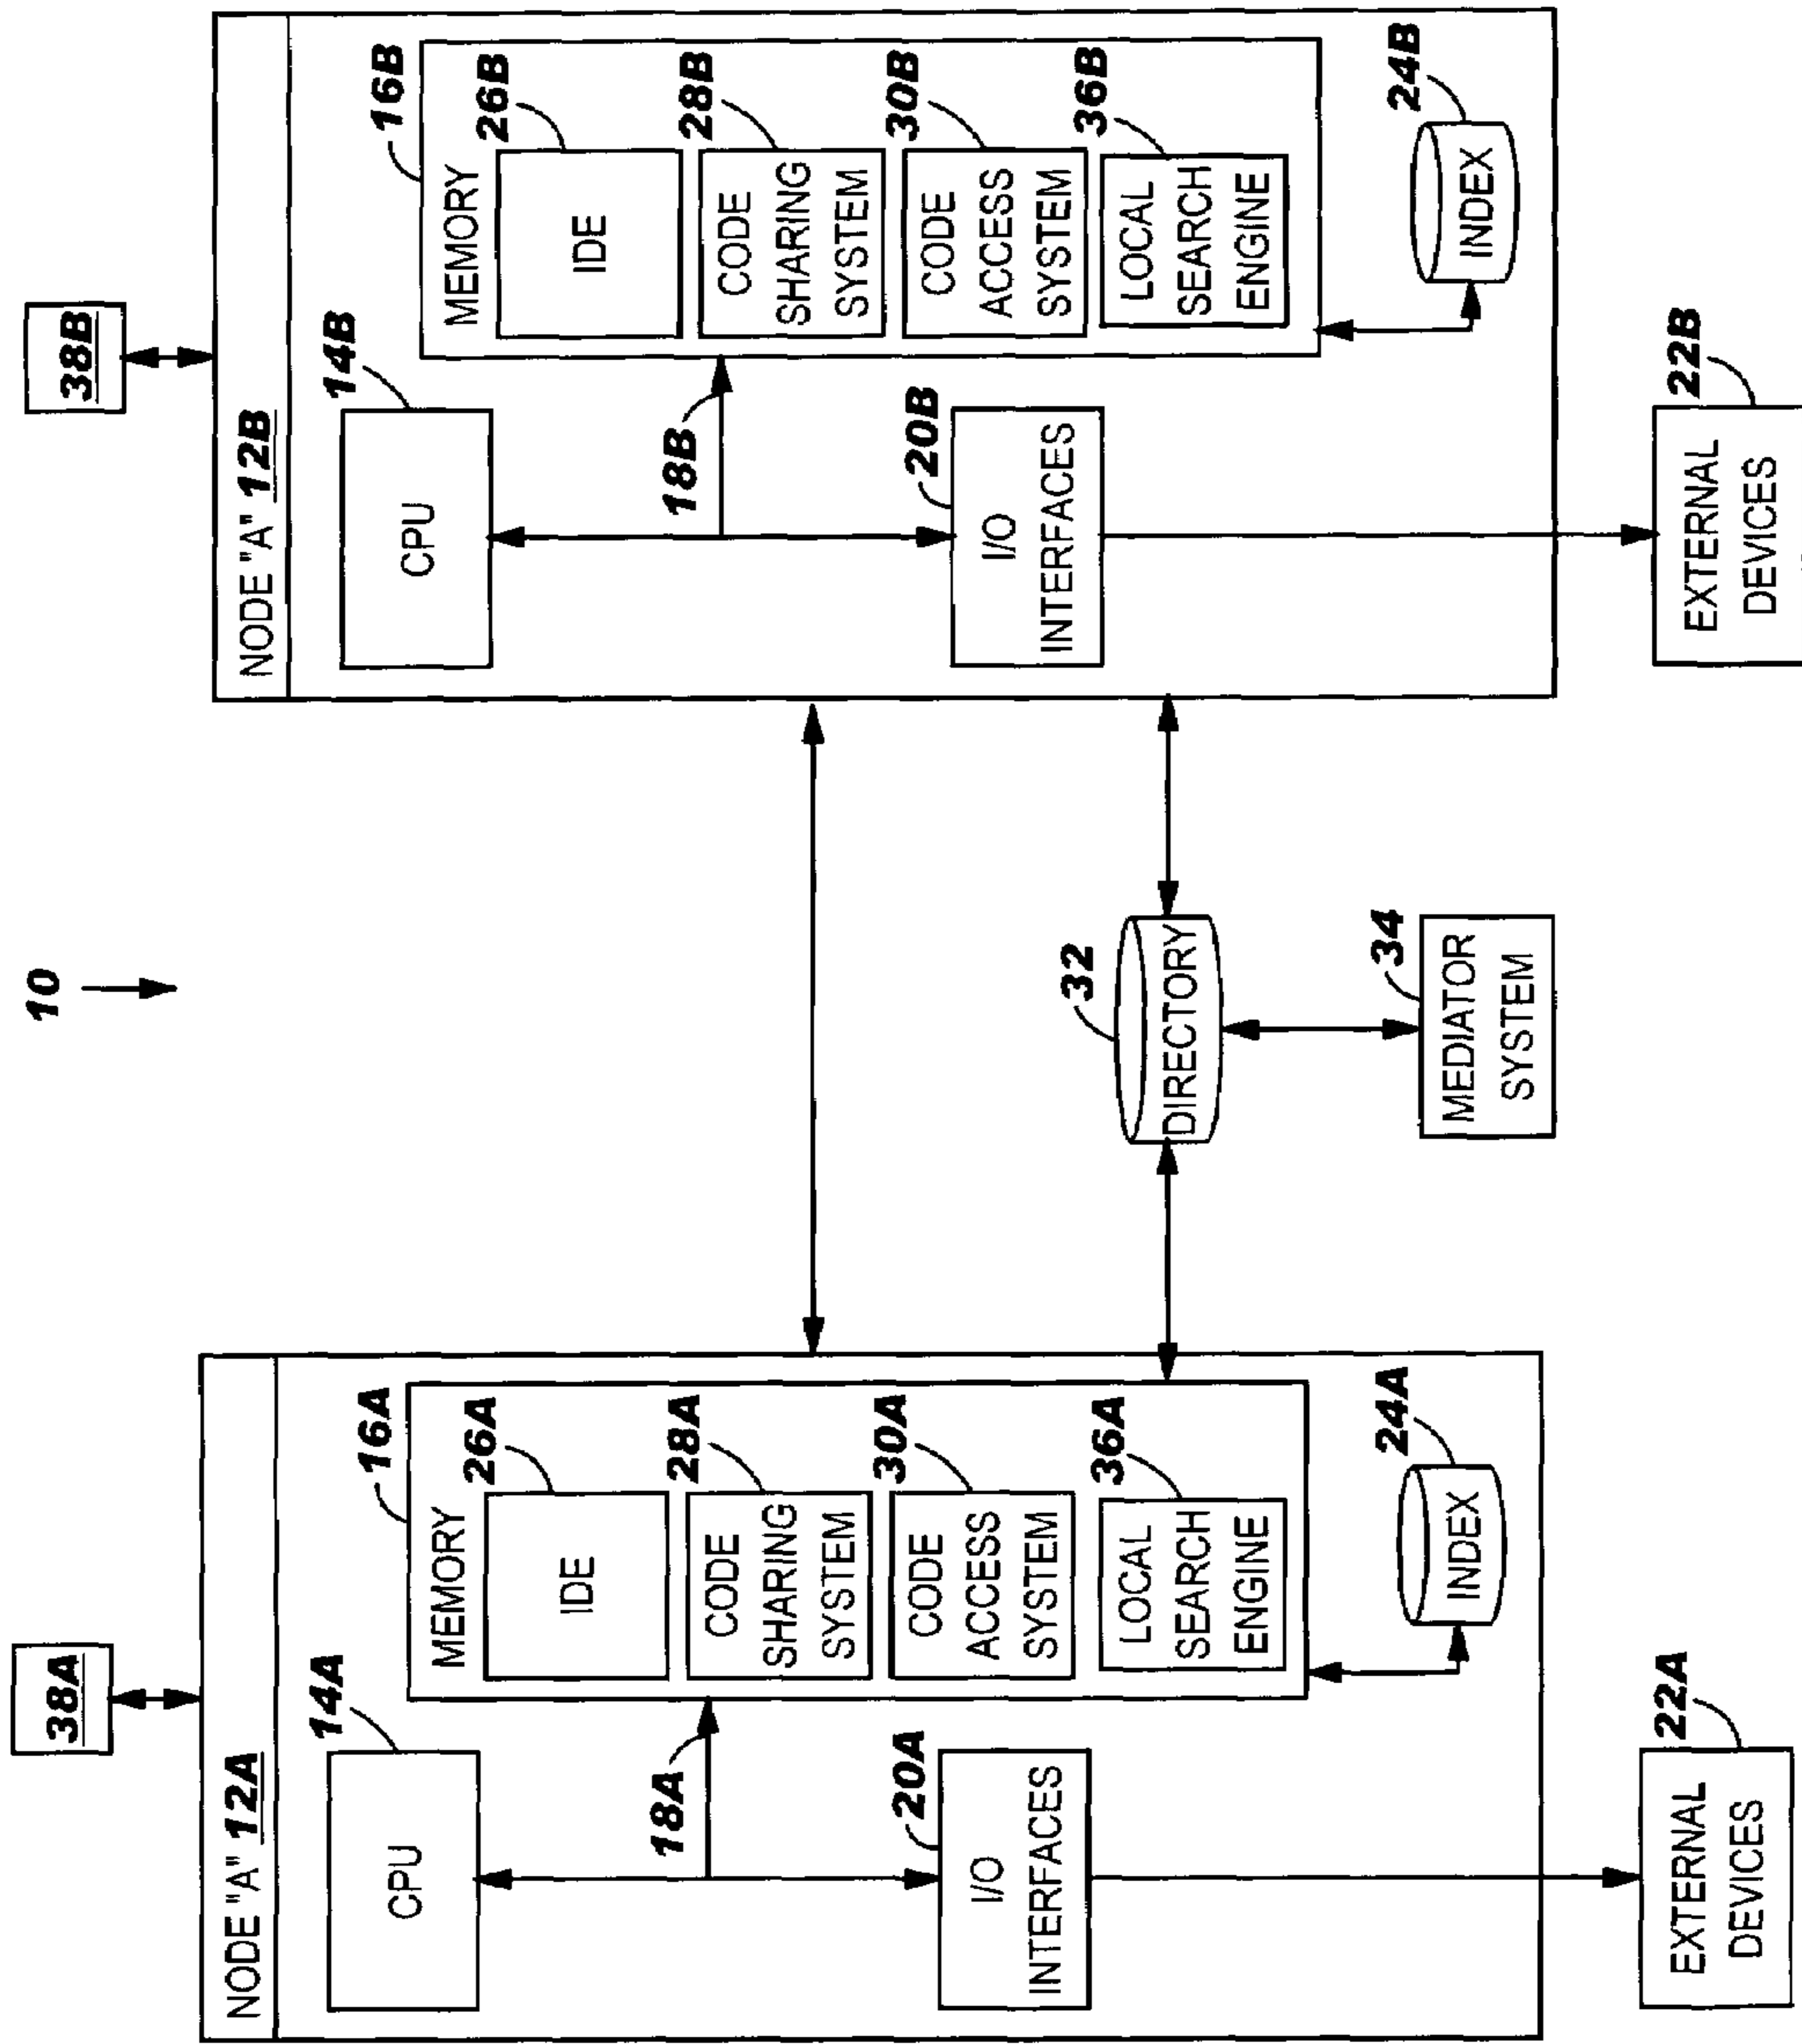 10
38A
NODE "A" 12A
14A
CPU
16A
MEMORY
26A
IDE
18A
28A
CODE
SHARING
SYSTEM
20A
I/O
INTERFACES
30A
CODE
ACCESS
SYSTEM
36A
LOCAL
SEARCH
ENGINE
24A
INDEX
22A
EXTERNAL
DEVICES
32
DIRECTORY
34
MEDIATOR
SYSTEM
38B
NODE "A" 12B
14B
CPU
16B
MEMORY
26B
IDE
18B
28B
CODE
SHARING
SYSTEM
20B
I/O
INTERFACES
30B
CODE
ACCESS
SYSTEM
36B
LOCAL
SEARCH
ENGINE
24B
INDEX
22B
EXTERNAL
DEVICES